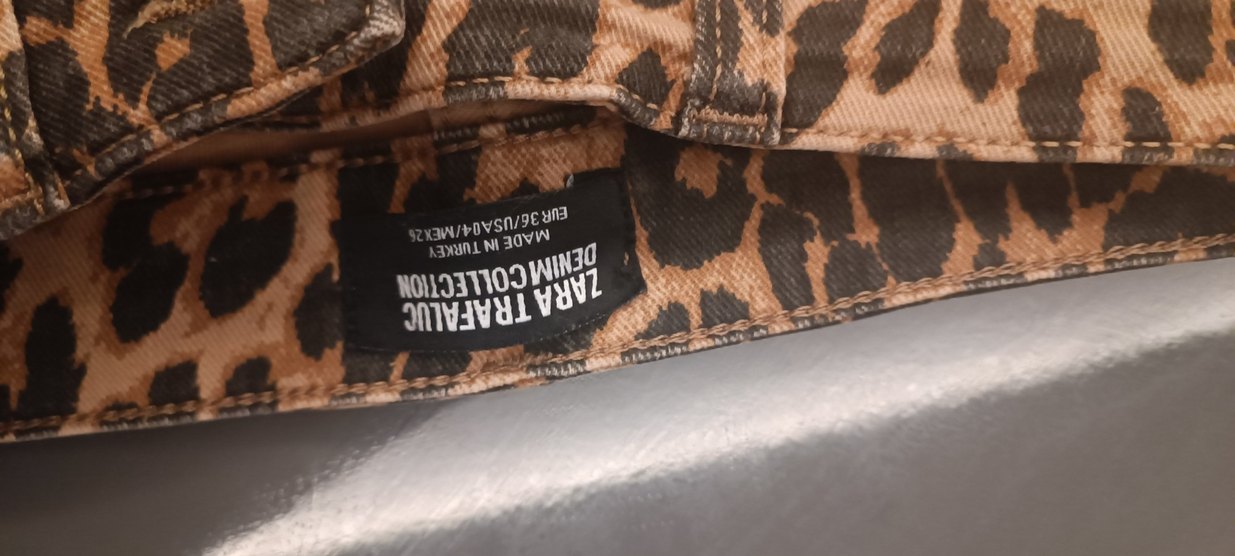 ZARA TRAFALUC
DENIM COLLECTION
MADE IN TURKEY
EUR 36/USA 04/MEX 26